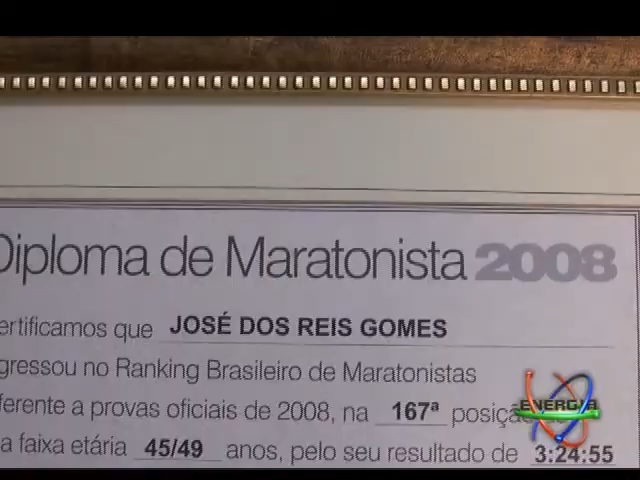 Diploma de Maratonista 2008
ertificamos que JOSÉ DOS REIS GOMES
gressou no Ranking Brasileiro de Maratonistas
ferente a provas oficiais de 2008, na 167ª posiçã
a faixa etária 45/49 anos, pelo seu resultado de 3:24:55
ENERGIA